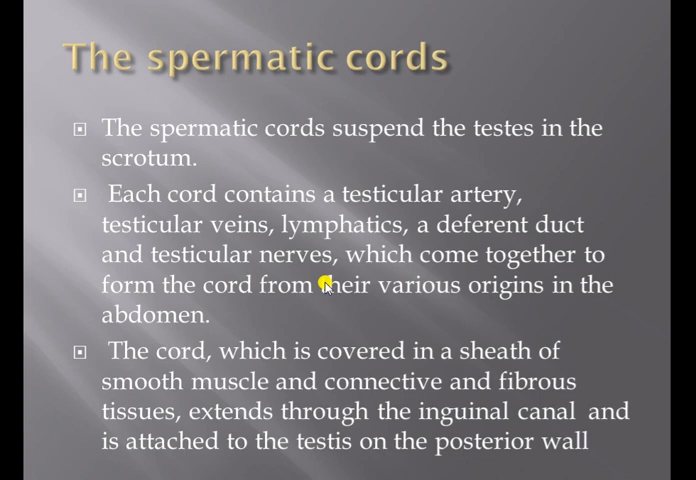 The spermatic cords
The spermatic cords suspend the testes in the
scrotum.
Each cord contains a testicular artery,
testicular veins, lymphatics, a deferent duct
and testicular nerves, which come together to
form the cord from their various origins in the
abdomen.
The cord, which is covered in a sheath of
smooth muscle and connective and fibrous
tissues, extends through the inguinal canal and
is attached to the testis on the posterior wall